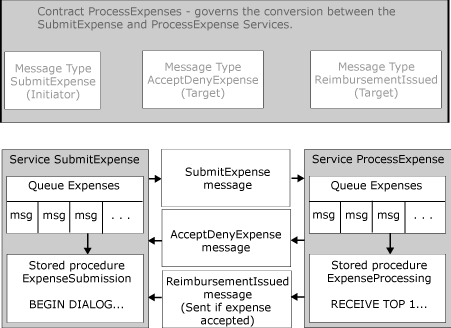 Contract ProcessExpenses - governs the conversion between the
SubmitExpense and ProcessExpense Services.
Message Type
SubmitExpense
(Initiator)
Message Type
AcceptDenyExpense
(Target)
Message Type
ReimbursementIssued
(Target)
Service SubmitExpense
Queue Expenses
msg msg msg . . .
Stored procedure
ExpenseSubmission
BEGIN DIALOG...
SubmitExpense
message
AcceptDenyExpense
message
ReimbursementIssued
message
(Sent if expense
accepted)
Service ProcessExpense
Queue Expenses
msg msg msg . . .
Stored procedure
ExpenseProcessing
RECEIVE TOP 1...